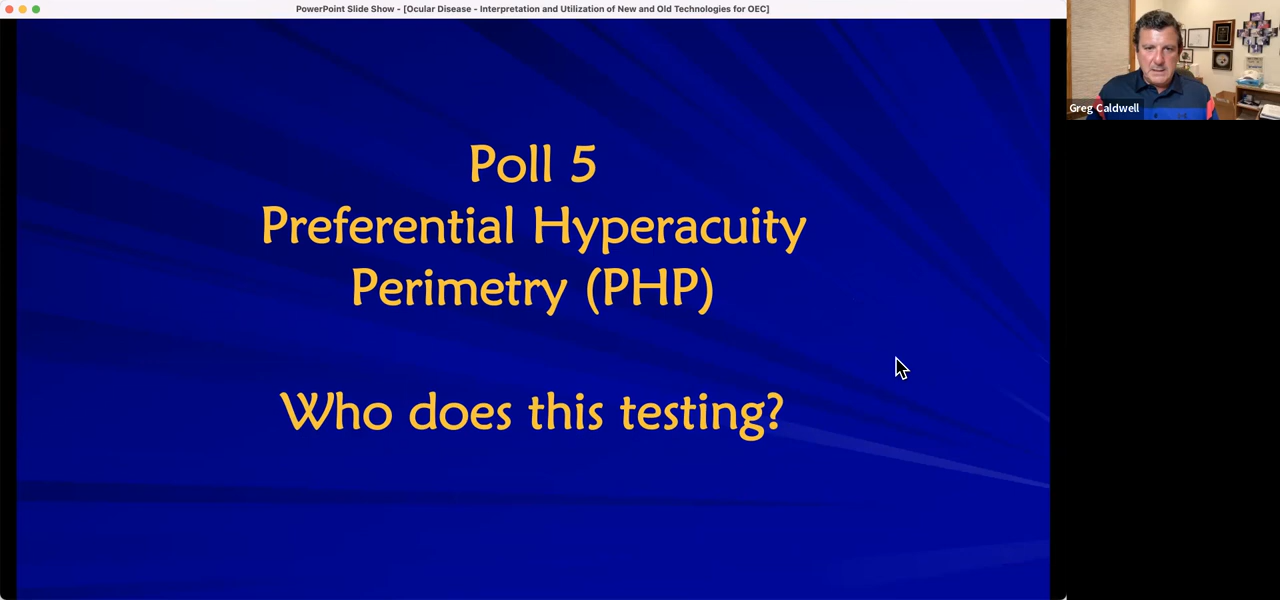 PowerPoint Slide Show - [Ocular Disease - Interpretation and Utilization of New and Old Technologies for OEC]
Poll 5
Preferential Hyperacuity
Perimetry (PHP)
Who does this testing?
Greg Caldwell